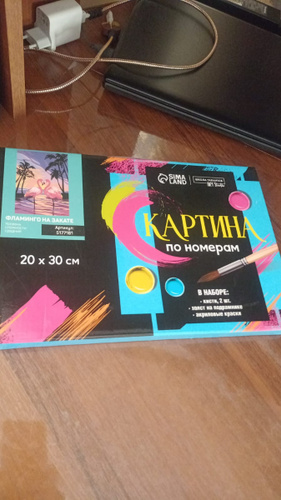 SIMA
LAND
КАРТИНА
по номерам
ФЛАМИНГО НА ЗАКАТЕ
Артикул:
20 х 30 см
В НАБОРЕ:
- кисти, 2 шт.
- холст на подрамнике
- акриловые краски